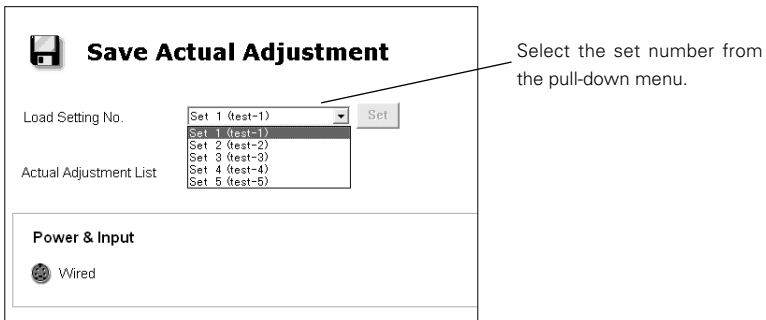 Save Actual Adjustment
Select the set number from
the pull-down menu.
Load Setting No.
Set 1 (test-1)
Set
Set 1 (test-1)
Set 2 (test-2)
Set 3 (test-3)
Set 4 (test-4)
Set 5 (test-5)
Actual Adjustment List
Power & Input
Wired